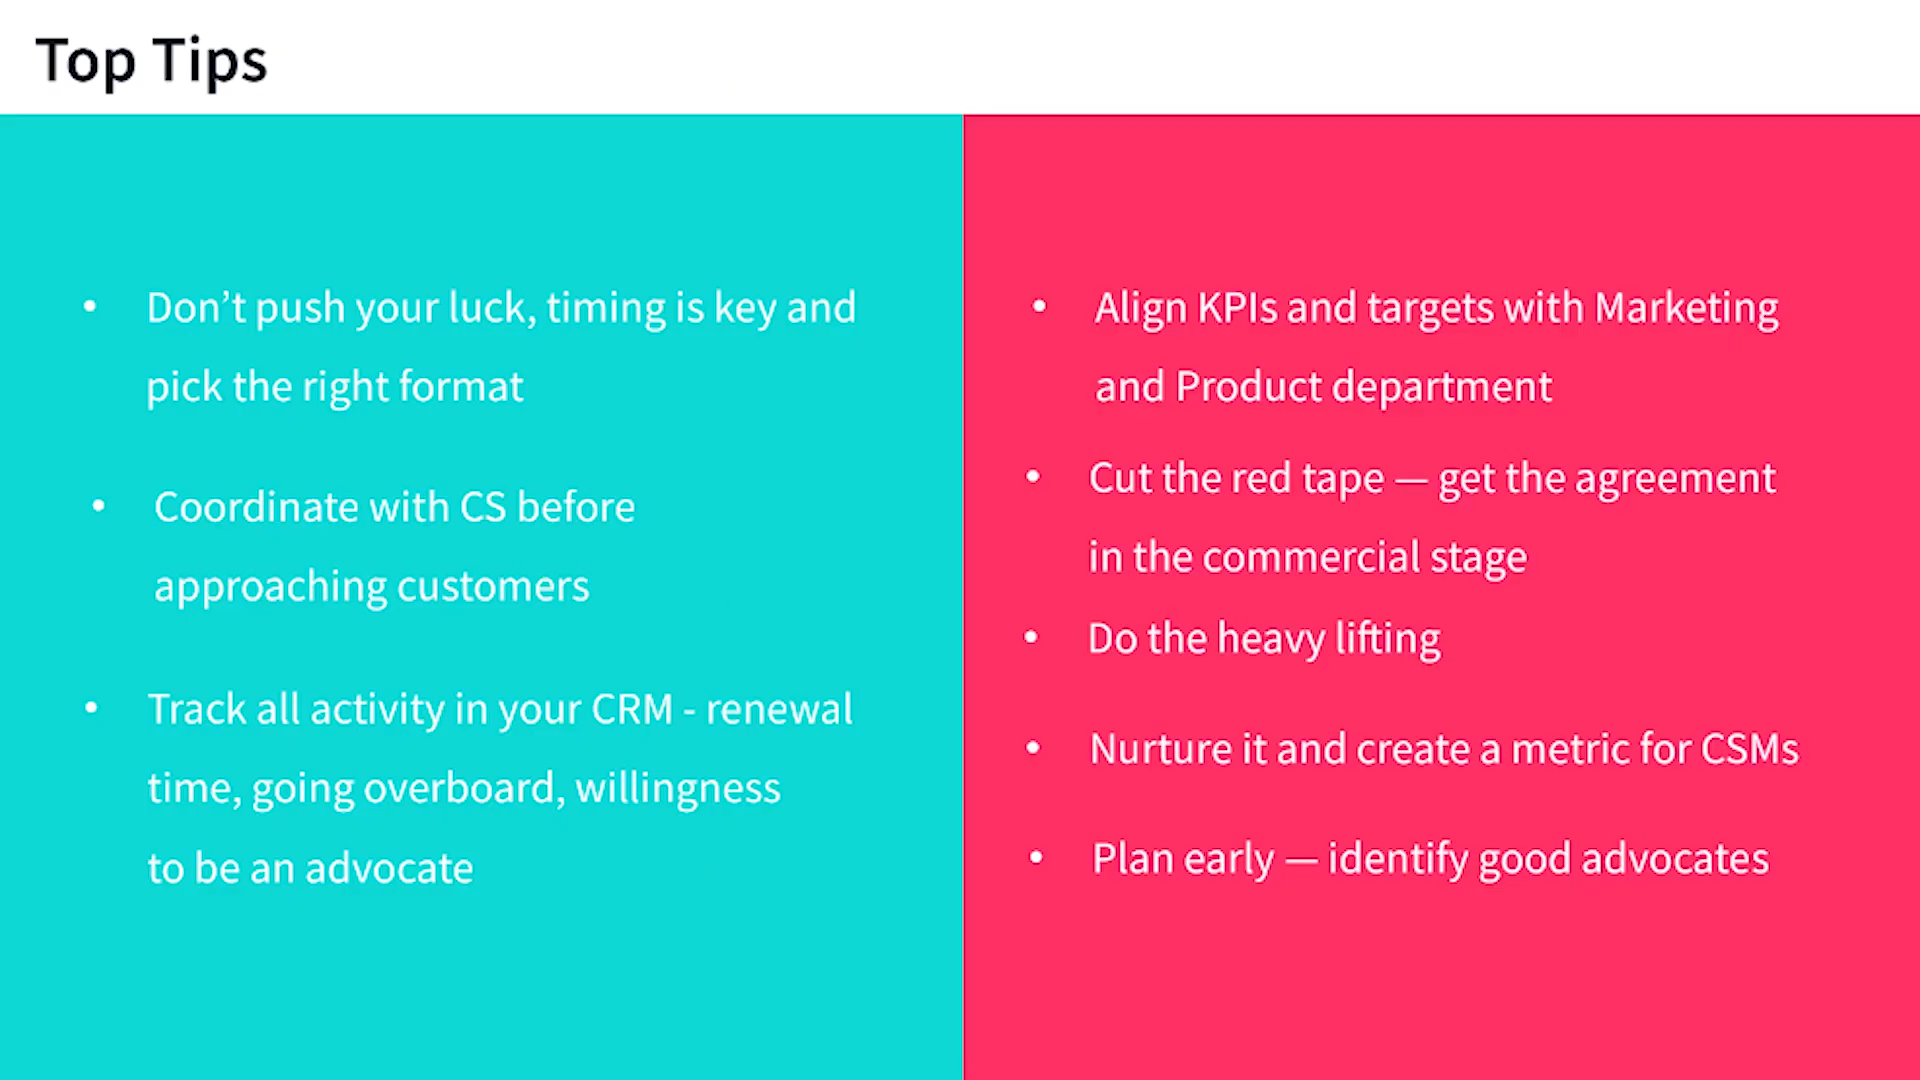 Top Tips
• Don’t push your luck, timing is key and
pick the right format
• Coordinate with CS before
approaching customers
• Track all activity in your CRM - renewal
time, going overboard, willingness
to be an advocate
• Align KPIs and targets with Marketing
and Product department
• Cut the red tape — get the agreement
in the commercial stage
• Do the heavy lifting
• Nurture it and create a metric for CSMs
• Plan early — identify good advocates